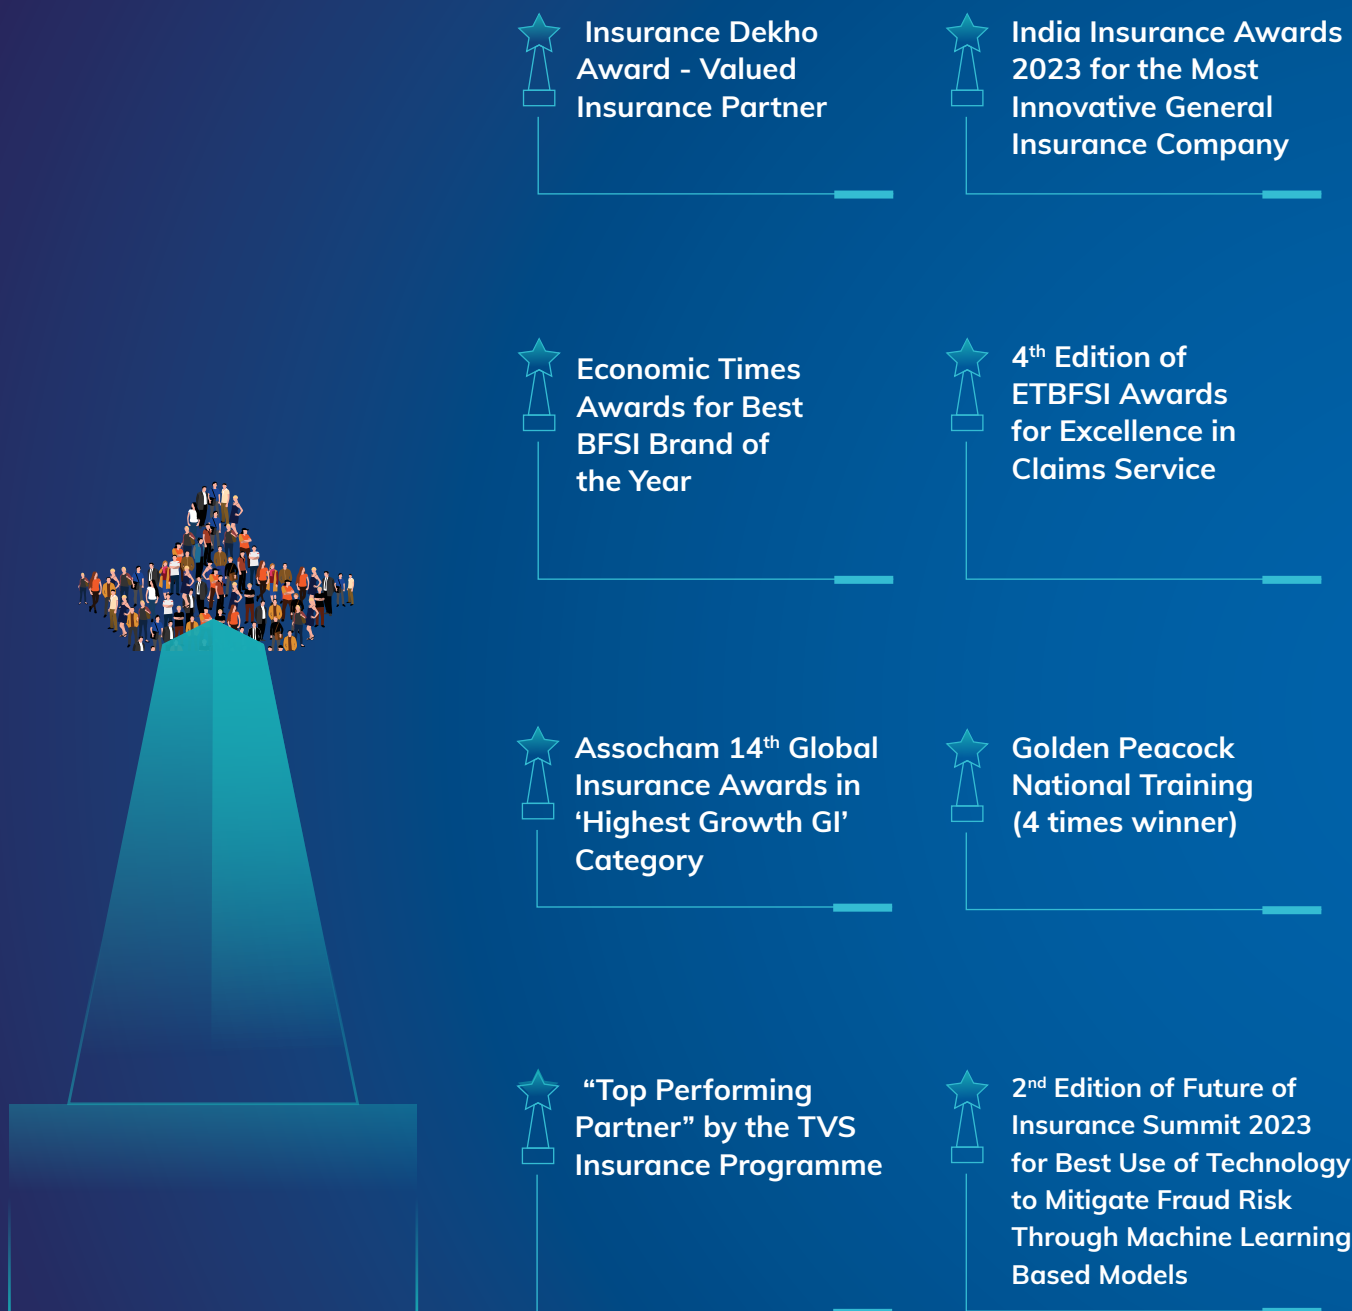 Insurance Dekho
Award - Valued
Insurance Partner
India Insurance Awards
2023 for the Most
Innovative General
Insurance Company
Economic Times
Awards for Best
BFSI Brand of
the Year
4th Edition of
ETBFSI Awards
for Excellence in
Claims Service
Assocham 14th Global
Insurance Awards in
‘Highest Growth GI’
Category
Golden Peacock
National Training
(4 times winner)
“Top Performing
Partner” by the TVS
Insurance Programme
2nd Edition of Future of
Insurance Summit 2023
for Best Use of Technology
to Mitigate Fraud Risk
Through Machine Learning
Based Models